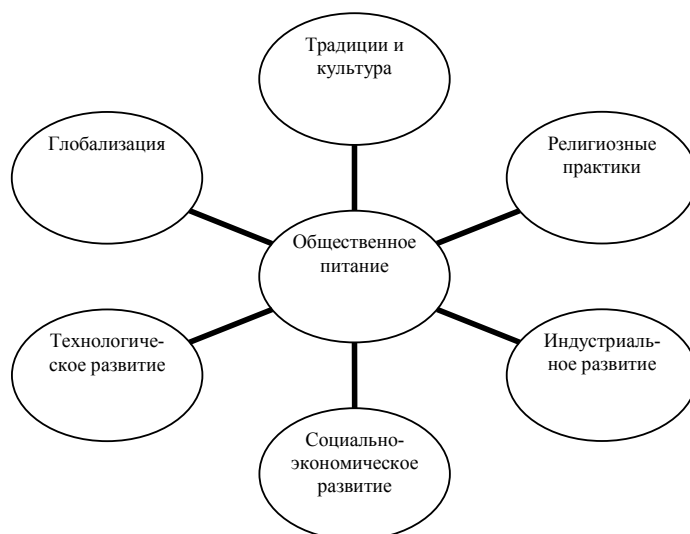 Традиции и
культура
Глобализация
Религиозные
практики
Общественное
питание
Технологиче-
ское развитие
Индустриаль-
ное развитие
Социально-
экономическое
развитие